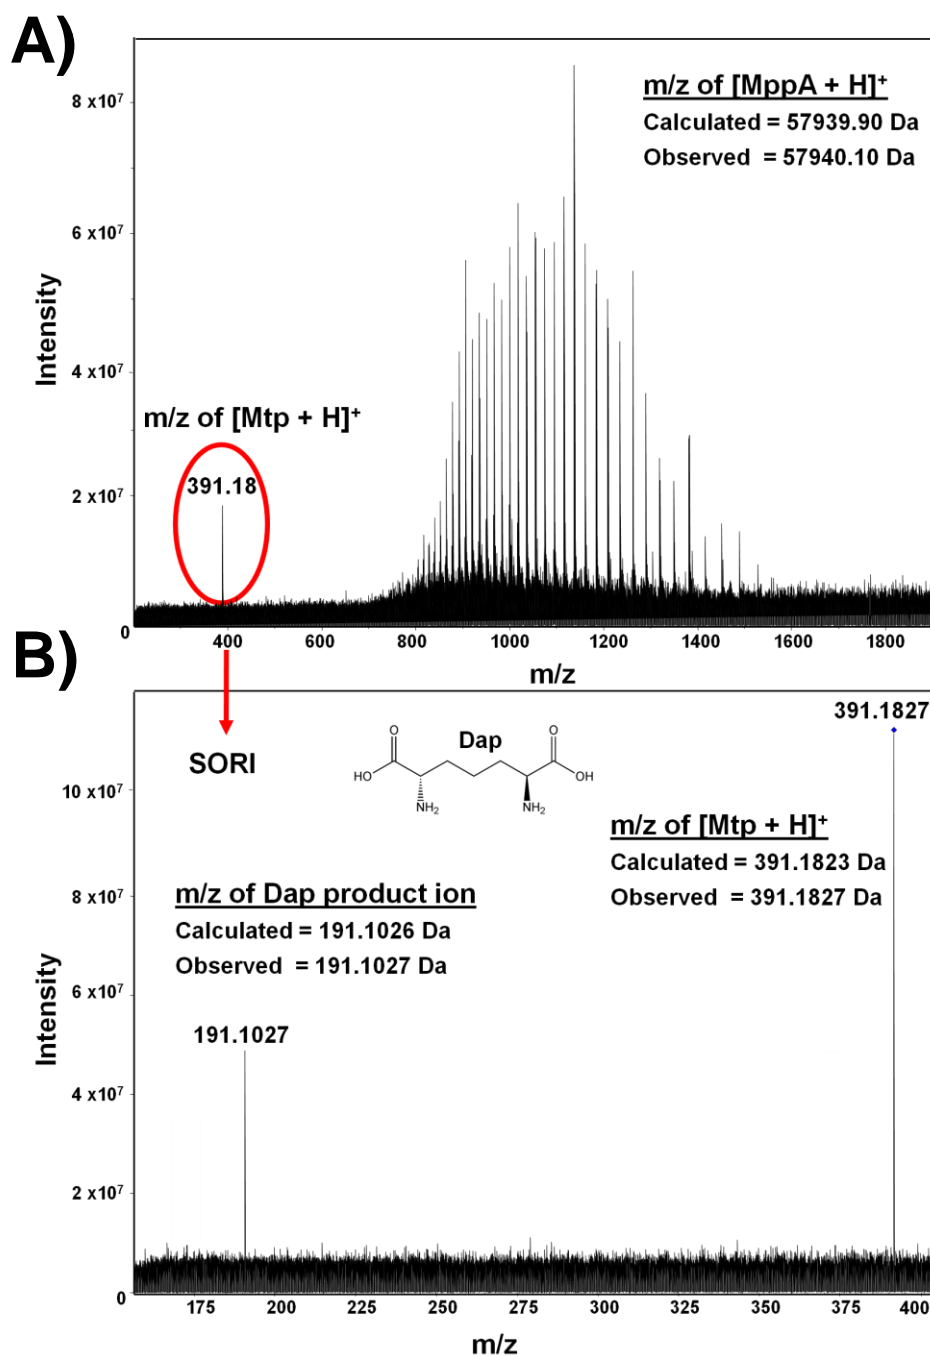 A)
m/z of [MppA + H]⁺
Calculated = 57939.90 Da
Observed = 57940.10 Da
8 x10⁷
6 x10⁷
4 x10⁷
2 x10⁷
0
Intensity
m/z of [Mtp + H]⁺
391.18
400 600 800 1000 1200 1400 1600 1800
m/z
B)
SORI
Dap
O
HO
NH₂
NH₂
O
OH
391.1827
m/z of [Mtp + H]⁺
Calculated = 391.1823 Da
Observed = 391.1827 Da
m/z of Dap product ion
Calculated = 191.1026 Da
Observed = 191.1027 Da
191.1027
10 x10⁷
8 x10⁷
6 x10⁷
4 x10⁷
2 x10⁷
0
Intensity
175 200 225 250 275 300 325 350 375 400
m/z